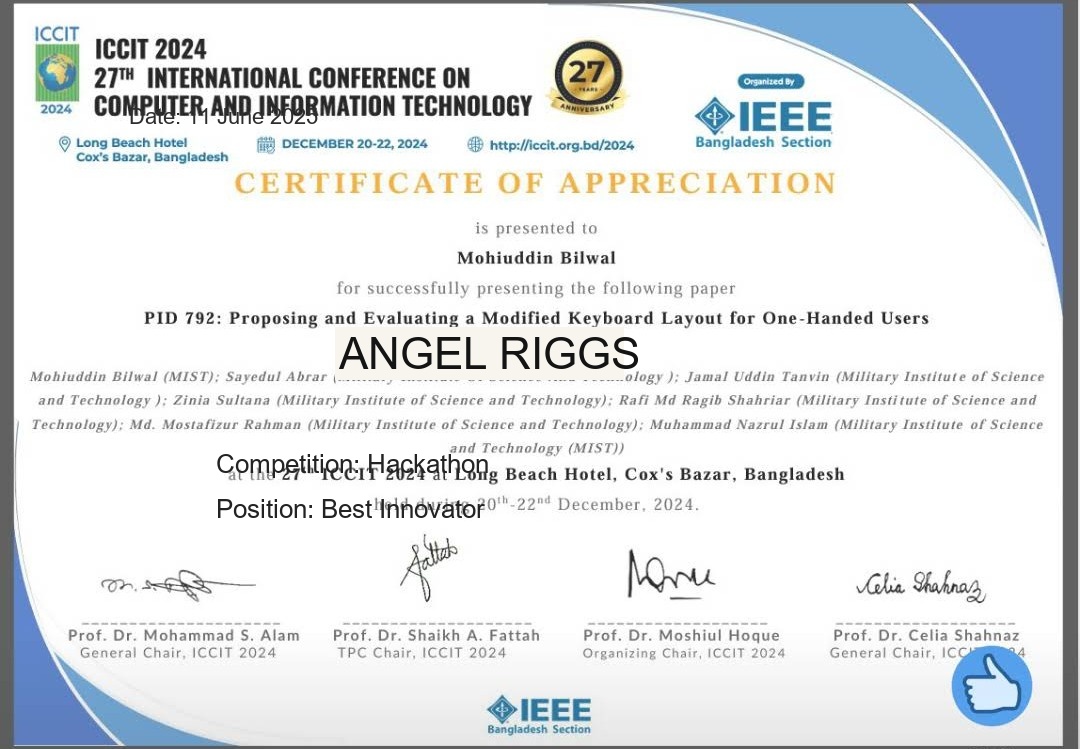 ICCIT
2024
ICCIT 2024
27TH INTERNATIONAL CONFERENCE ON
COMPUTER AND INFORMATION TECHNOLOGY
Date: 11 June 2025
27
YEARS
ANNIVERSARY
Organized By
IEEE
Bangladesh Section
Long Beach Hotel
Cox's Bazar, Bangladesh
DECEMBER 20-22, 2024
http://iccit.org.bd/2024
CERTIFICATE OF APPRECIATION
is presented to
Mohiuddin Bilwal
for successfully presenting the following paper
PID 792: Proposing and Evaluating a Modified Keyboard Layout for One-Handed Users
ANGEL RIGGS
Mohiuddin Bilwal (MIST); Sayedul Abrar (Military Institute of Science and Technology ); Jamal Uddin Tanvin (Military Institute of Science
and Technology ); Zinia Sultana (Military Institute of Science and Technology); Rafi Md Ragib Shahriar (Military Institute of Science and
Technology); Md. Mostafizur Rahman (Military Institute of Science and Technology); Muhammad Nazrul Islam (Military Institute of Science
and Technology (MIST))
Competition: Hackathon
at the 27th ICCIT 2024 at Long Beach Hotel, Cox's Bazar, Bangladesh
Position: Best Innovator
held during 20th-22nd December, 2024.
Fattah
Celia Shahnaz
Prof. Dr. Mohammad S. Alam
General Chair, ICCIT 2024
Prof. Dr. Shaikh A. Fattah
TPC Chair, ICCIT 2024
Prof. Dr. Moshiul Hoque
Organizing Chair, ICCIT 2024
Prof. Dr. Celia Shahnaz
General Chair, ICCIT 2024
IEEE
Bangladesh Section